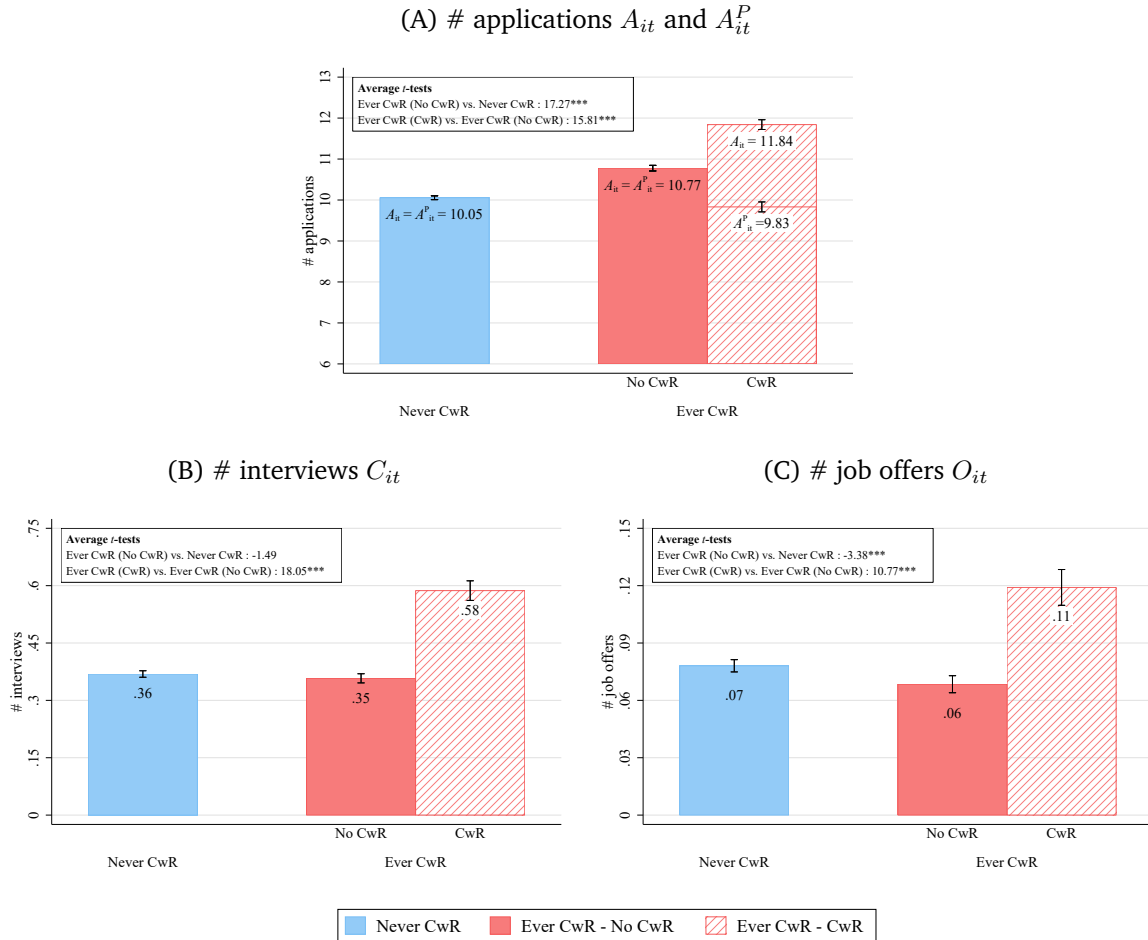 (A) # applications A_it and A^P_it
13
12
11
10
9
8
7
6
# applications
Average t-tests
Ever CwR (No CwR) vs. Never CwR : 17.27***
Ever CwR (CwR) vs. Ever CwR (No CwR) : 15.81***
A_it = A^P_it = 10.05
A_it = A^P_it = 10.77
A_it = 11.84
A^P_it =9.83
No CwR CwR
Never CwR Ever CwR
(B) # interviews C_it
.75
.6
.45
.3
.15
0
# interviews
Average t-tests
Ever CwR (No CwR) vs. Never CwR : -1.49
Ever CwR (CwR) vs. Ever CwR (No CwR) : 18.05***
.36
.35
.58
No CwR CwR
Never CwR Ever CwR
(C) # job offers O_it
.15
.12
.09
.06
.03
0
# job offers
Average t-tests
Ever CwR (No CwR) vs. Never CwR : -3.38***
Ever CwR (CwR) vs. Ever CwR (No CwR) : 10.77***
.07
.06
.11
No CwR CwR
Never CwR Ever CwR
Never CwR Ever CwR - No CwR Ever CwR - CwR